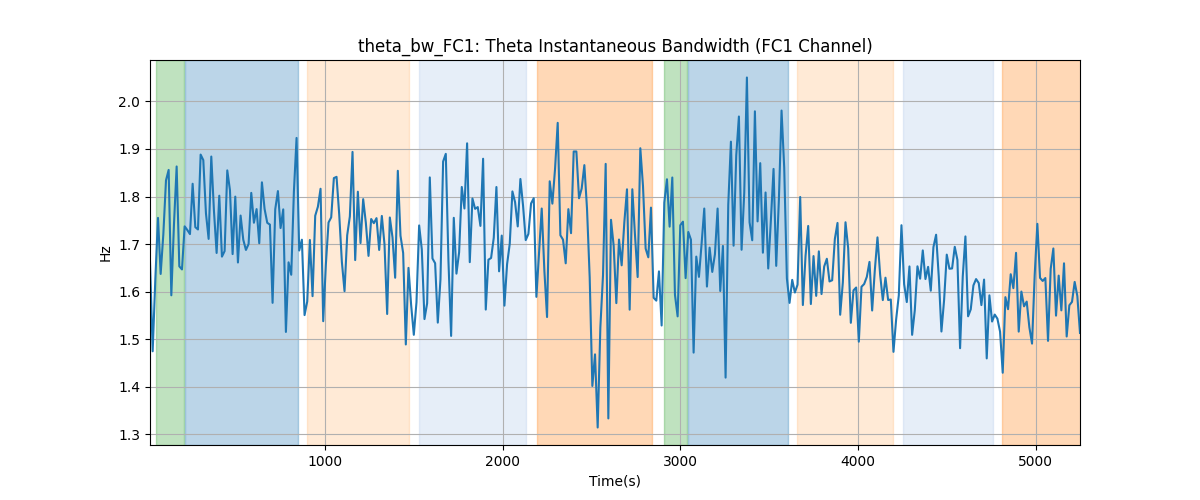 theta_bw_FC1: Theta Instantaneous Bandwidth (FC1 Channel)
2.0
1.9
1.8
1.7
1.6
1.5
1.4
1.3
Hz
1000 2000 3000 4000 5000
Time(s)